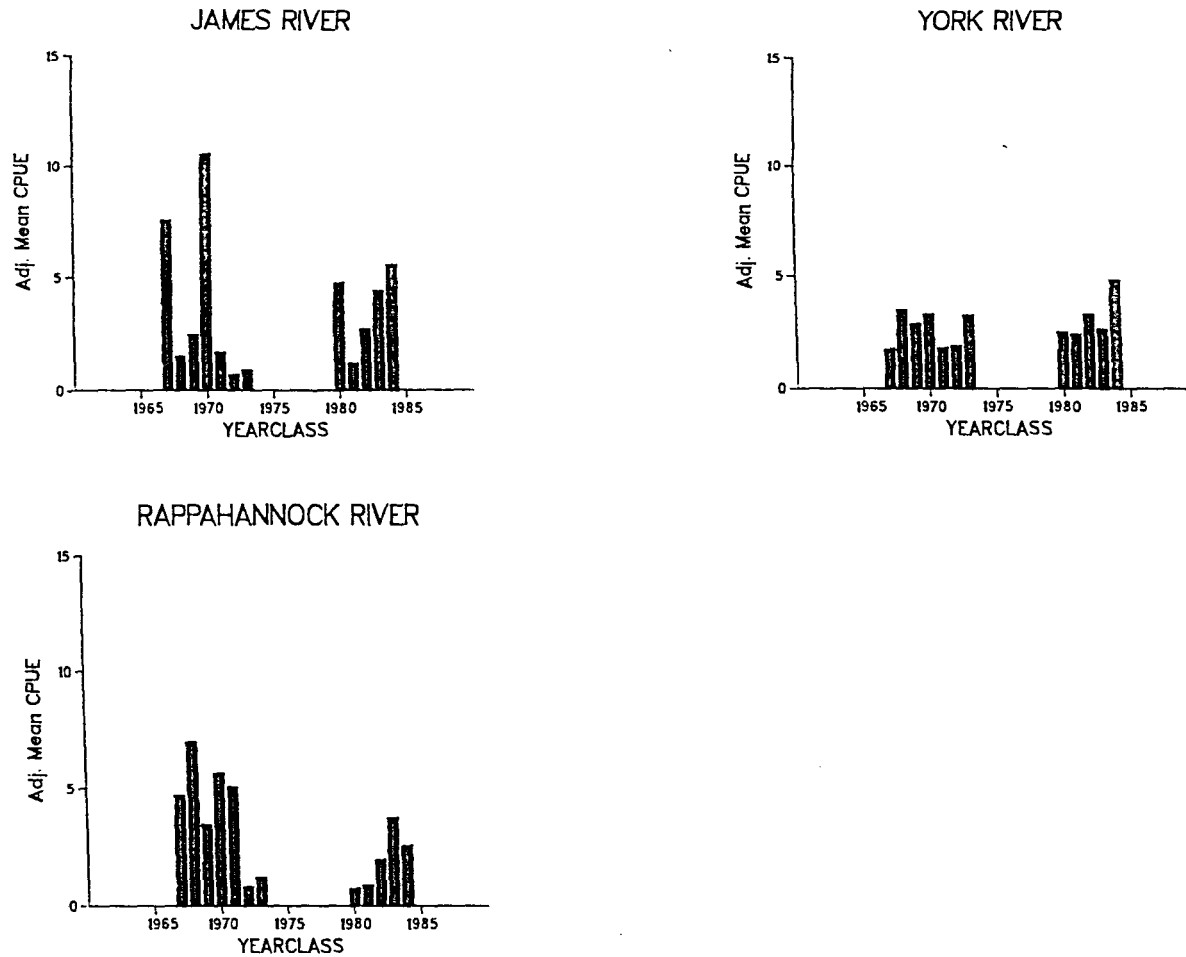 JAMES RIVER
15
10
5
0
Adj. Mean CPUE
1965 1970 1975 1980 1985
YEARCLASS
YORK RIVER
15
10
5
0
Adj. Mean CPUE
1965 1970 1975 1980 1985
YEARCLASS
RAPPAHANNOCK RIVER
15
10
5
0
Adj. Mean CPUE
1965 1970 1975 1980 1985
YEARCLASS